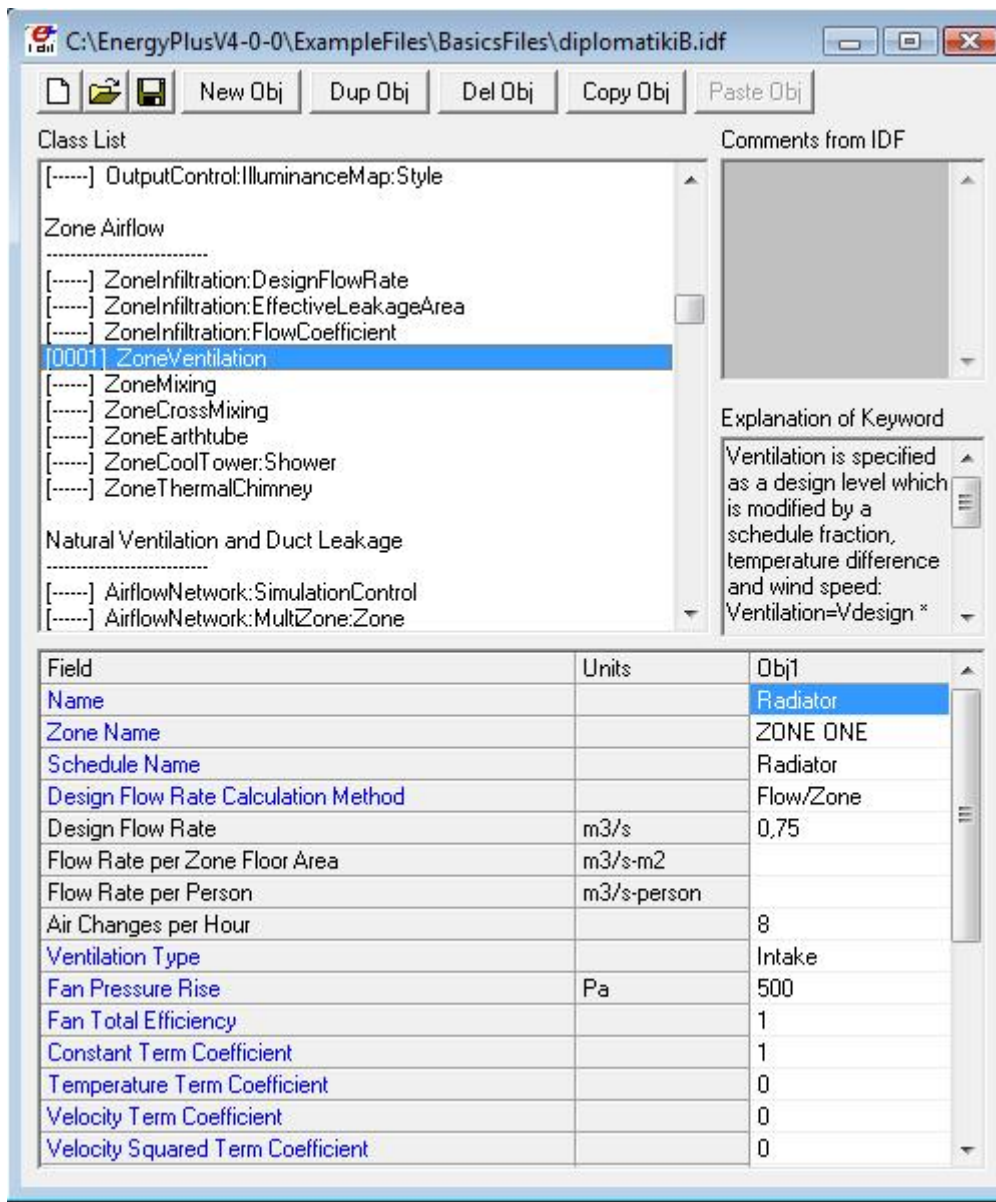 C:\EnergyPlusV4-0-0\ExampleFiles\BasicsFiles\diplomatikiB.idf
New Obj Dup Obj Del Obj Copy Obj Paste Obj
Class List
[------] OutputControl:IlluminanceMap:Style
Zone Airflow
--------------------------
[------] ZoneInfiltration:DesignFlowRate
[------] ZoneInfiltration:EffectiveLeakageArea
[------] ZoneInfiltration:FlowCoefficient
[0001] ZoneVentilation
[------] ZoneMixing
[------] ZoneCrossMixing
[------] ZoneEarthtube
[------] ZoneCoolTower:Shower
[------] ZoneThermalChimney
Natural Ventilation and Duct Leakage
--------------------------
[------] AirflowNetwork:SimulationControl
[------] AirflowNetwork:MultiZone:Zone
Comments from IDF
Explanation of Keyword
Ventilation is specified
as a design level which
is modified by a
schedule fraction,
temperature difference
and wind speed:
Ventilation=Vdesign *
Field Units Obj1
Name Radiator
Zone Name ZONE ONE
Schedule Name Radiator
Design Flow Rate Calculation Method Flow/Zone
Design Flow Rate m3/s 0,75
Flow Rate per Zone Floor Area m3/s-m2
Flow Rate per Person m3/s-person
Air Changes per Hour 8
Ventilation Type Intake
Fan Pressure Rise Pa 500
Fan Total Efficiency 1
Constant Term Coefficient 1
Temperature Term Coefficient 0
Velocity Term Coefficient 0
Velocity Squared Term Coefficient 0